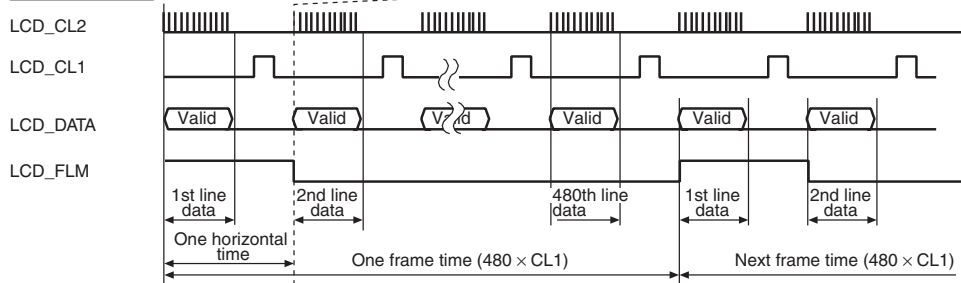 LCD_CL2
LCD_CL1
LCD_DATA
Valid
Valid
Valid
Valid
Valid
Valid
LCD_FLM
1st line
data
2nd line
data
480th line
data
1st line
data
2nd line
data
One horizontal
time
One frame time (480 × CL1)
Next frame time (480 × CL1)